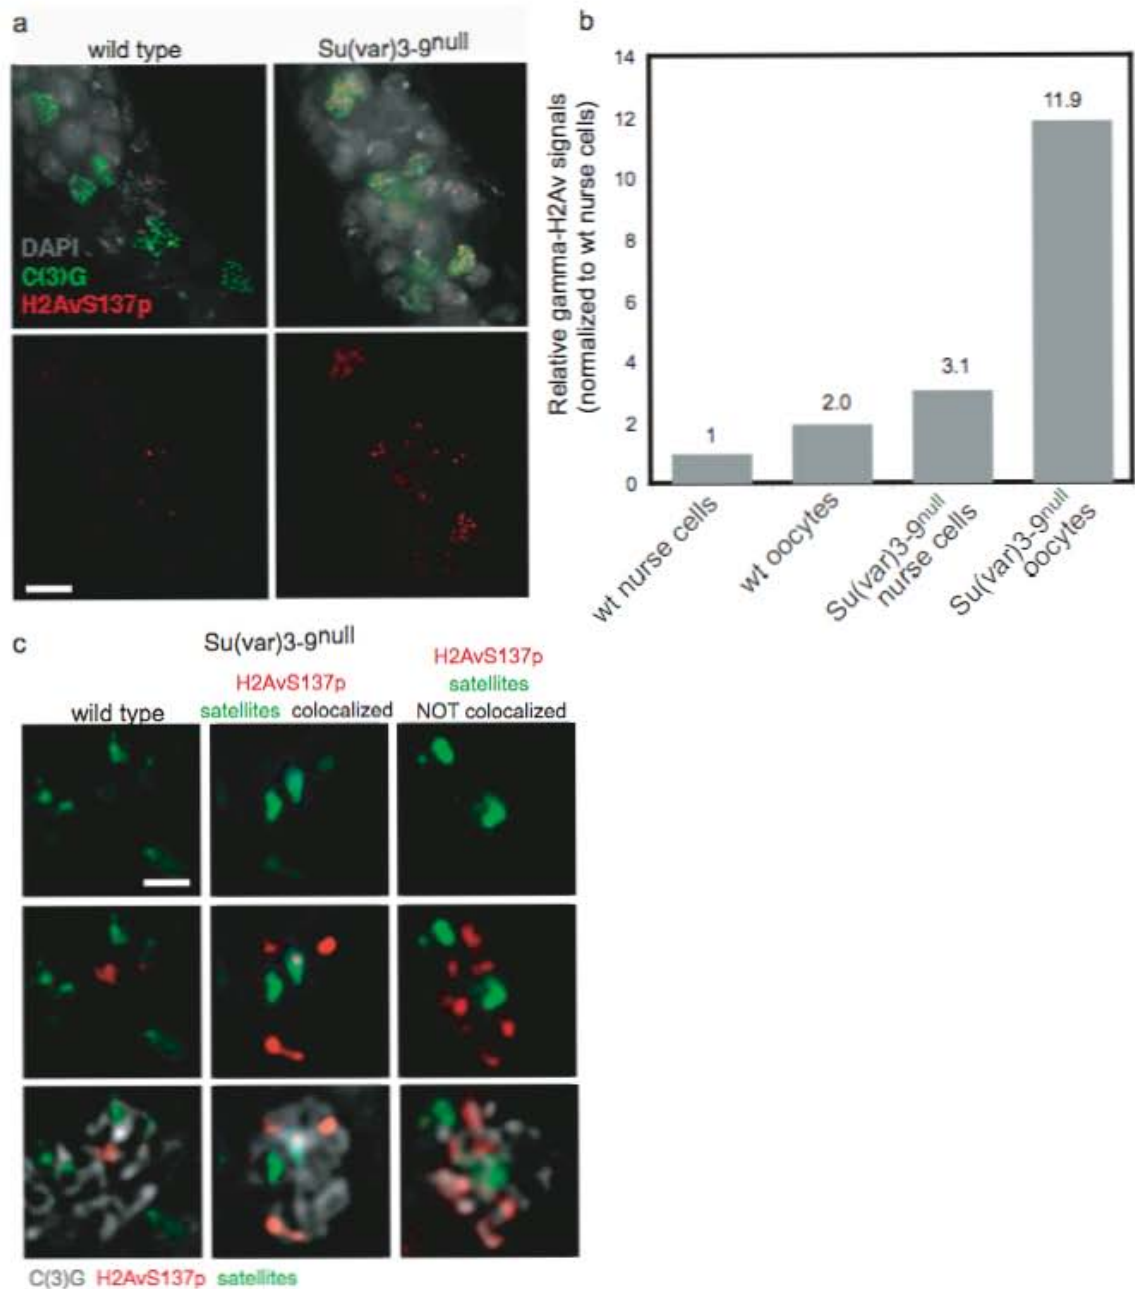 a
wild type
Su(var)3-9null
DAPI
C(3)G
H2AvS137p
b
Relative gamma-H2Av signals
(normalized to wt nurse cells)
14
12
10
8
6
4
2
0
1
2.0
3.1
11.9
wt nurse cells
wt oocytes
Su(var)3-9null
nurse cells
Su(var)3-9null
oocytes
c
Su(var)3-9null
wild type
H2AvS137p
satellites colocalized
H2AvS137p
satellites
NOT colocalized
C(3)G H2AvS137p satellites